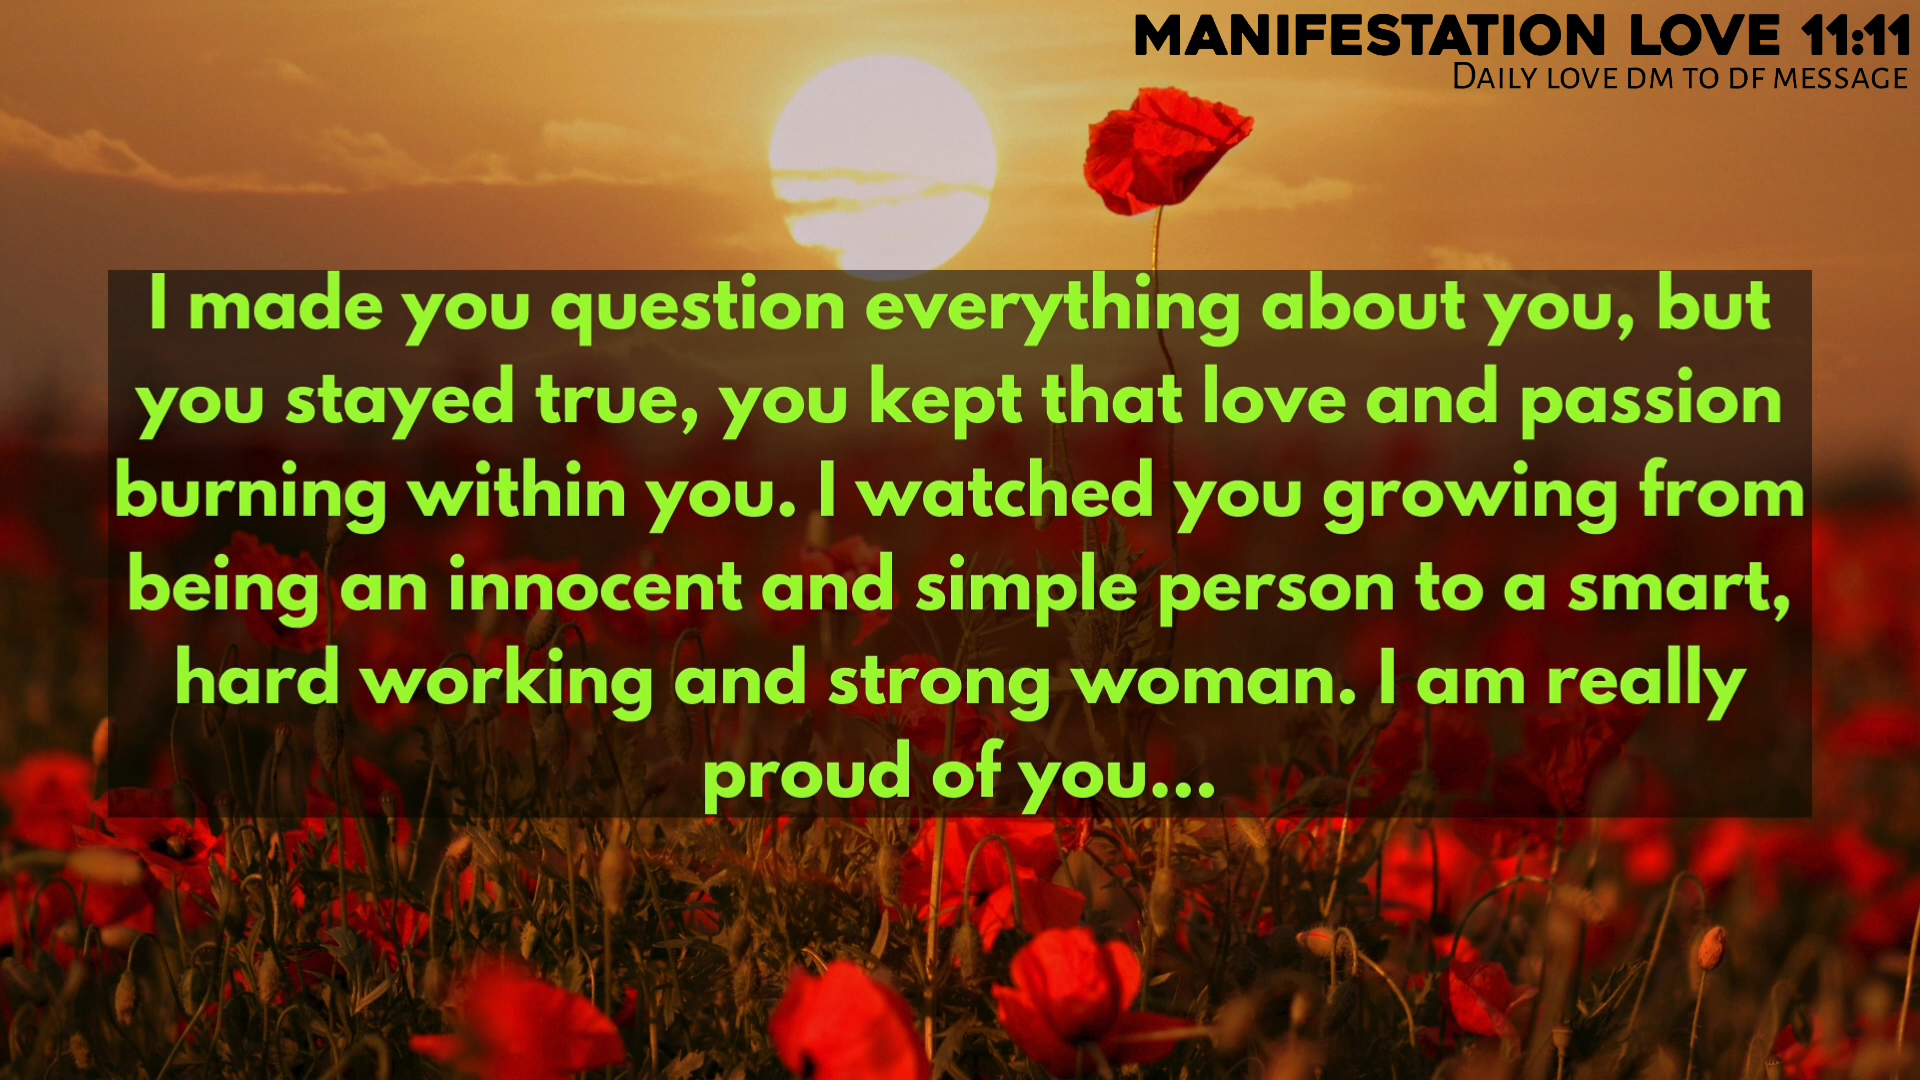 MANIFESTATION LOVE 11:11
DAILY LOVE DM TO DF MESSAGE
I made you question everything about you, but
you stayed true, you kept that love and passion
burning within you. I watched you growing from
being an innocent and simple person to a smart,
hard working and strong woman. I am really
proud of you...